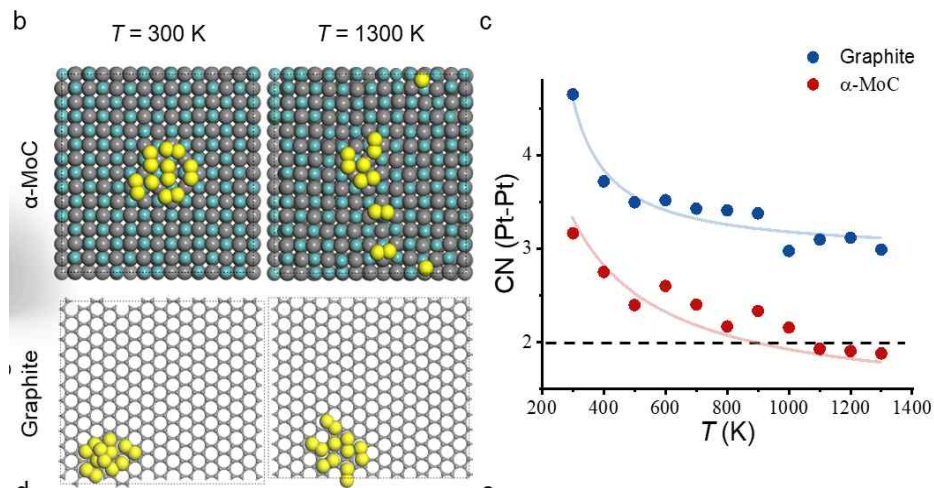 b
T = 300 K
T = 1300 K
α-MoC
Graphite
c
Graphite
α-MoC
CN (Pt-Pt)
4
3
2
200
400
600
800
1000
1200
1400
T (K)